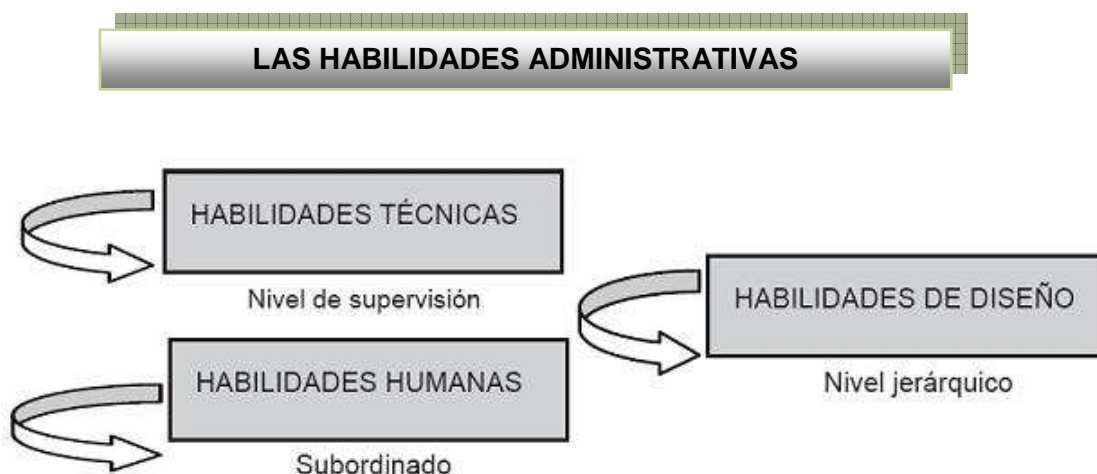 LAS HABILIDADES ADMINISTRATIVAS
HABILIDADES TÉCNICAS
Nivel de supervisión
HABILIDADES HUMANAS
Subordinado
HABILIDADES DE DISEÑO
Nivel jerárquico